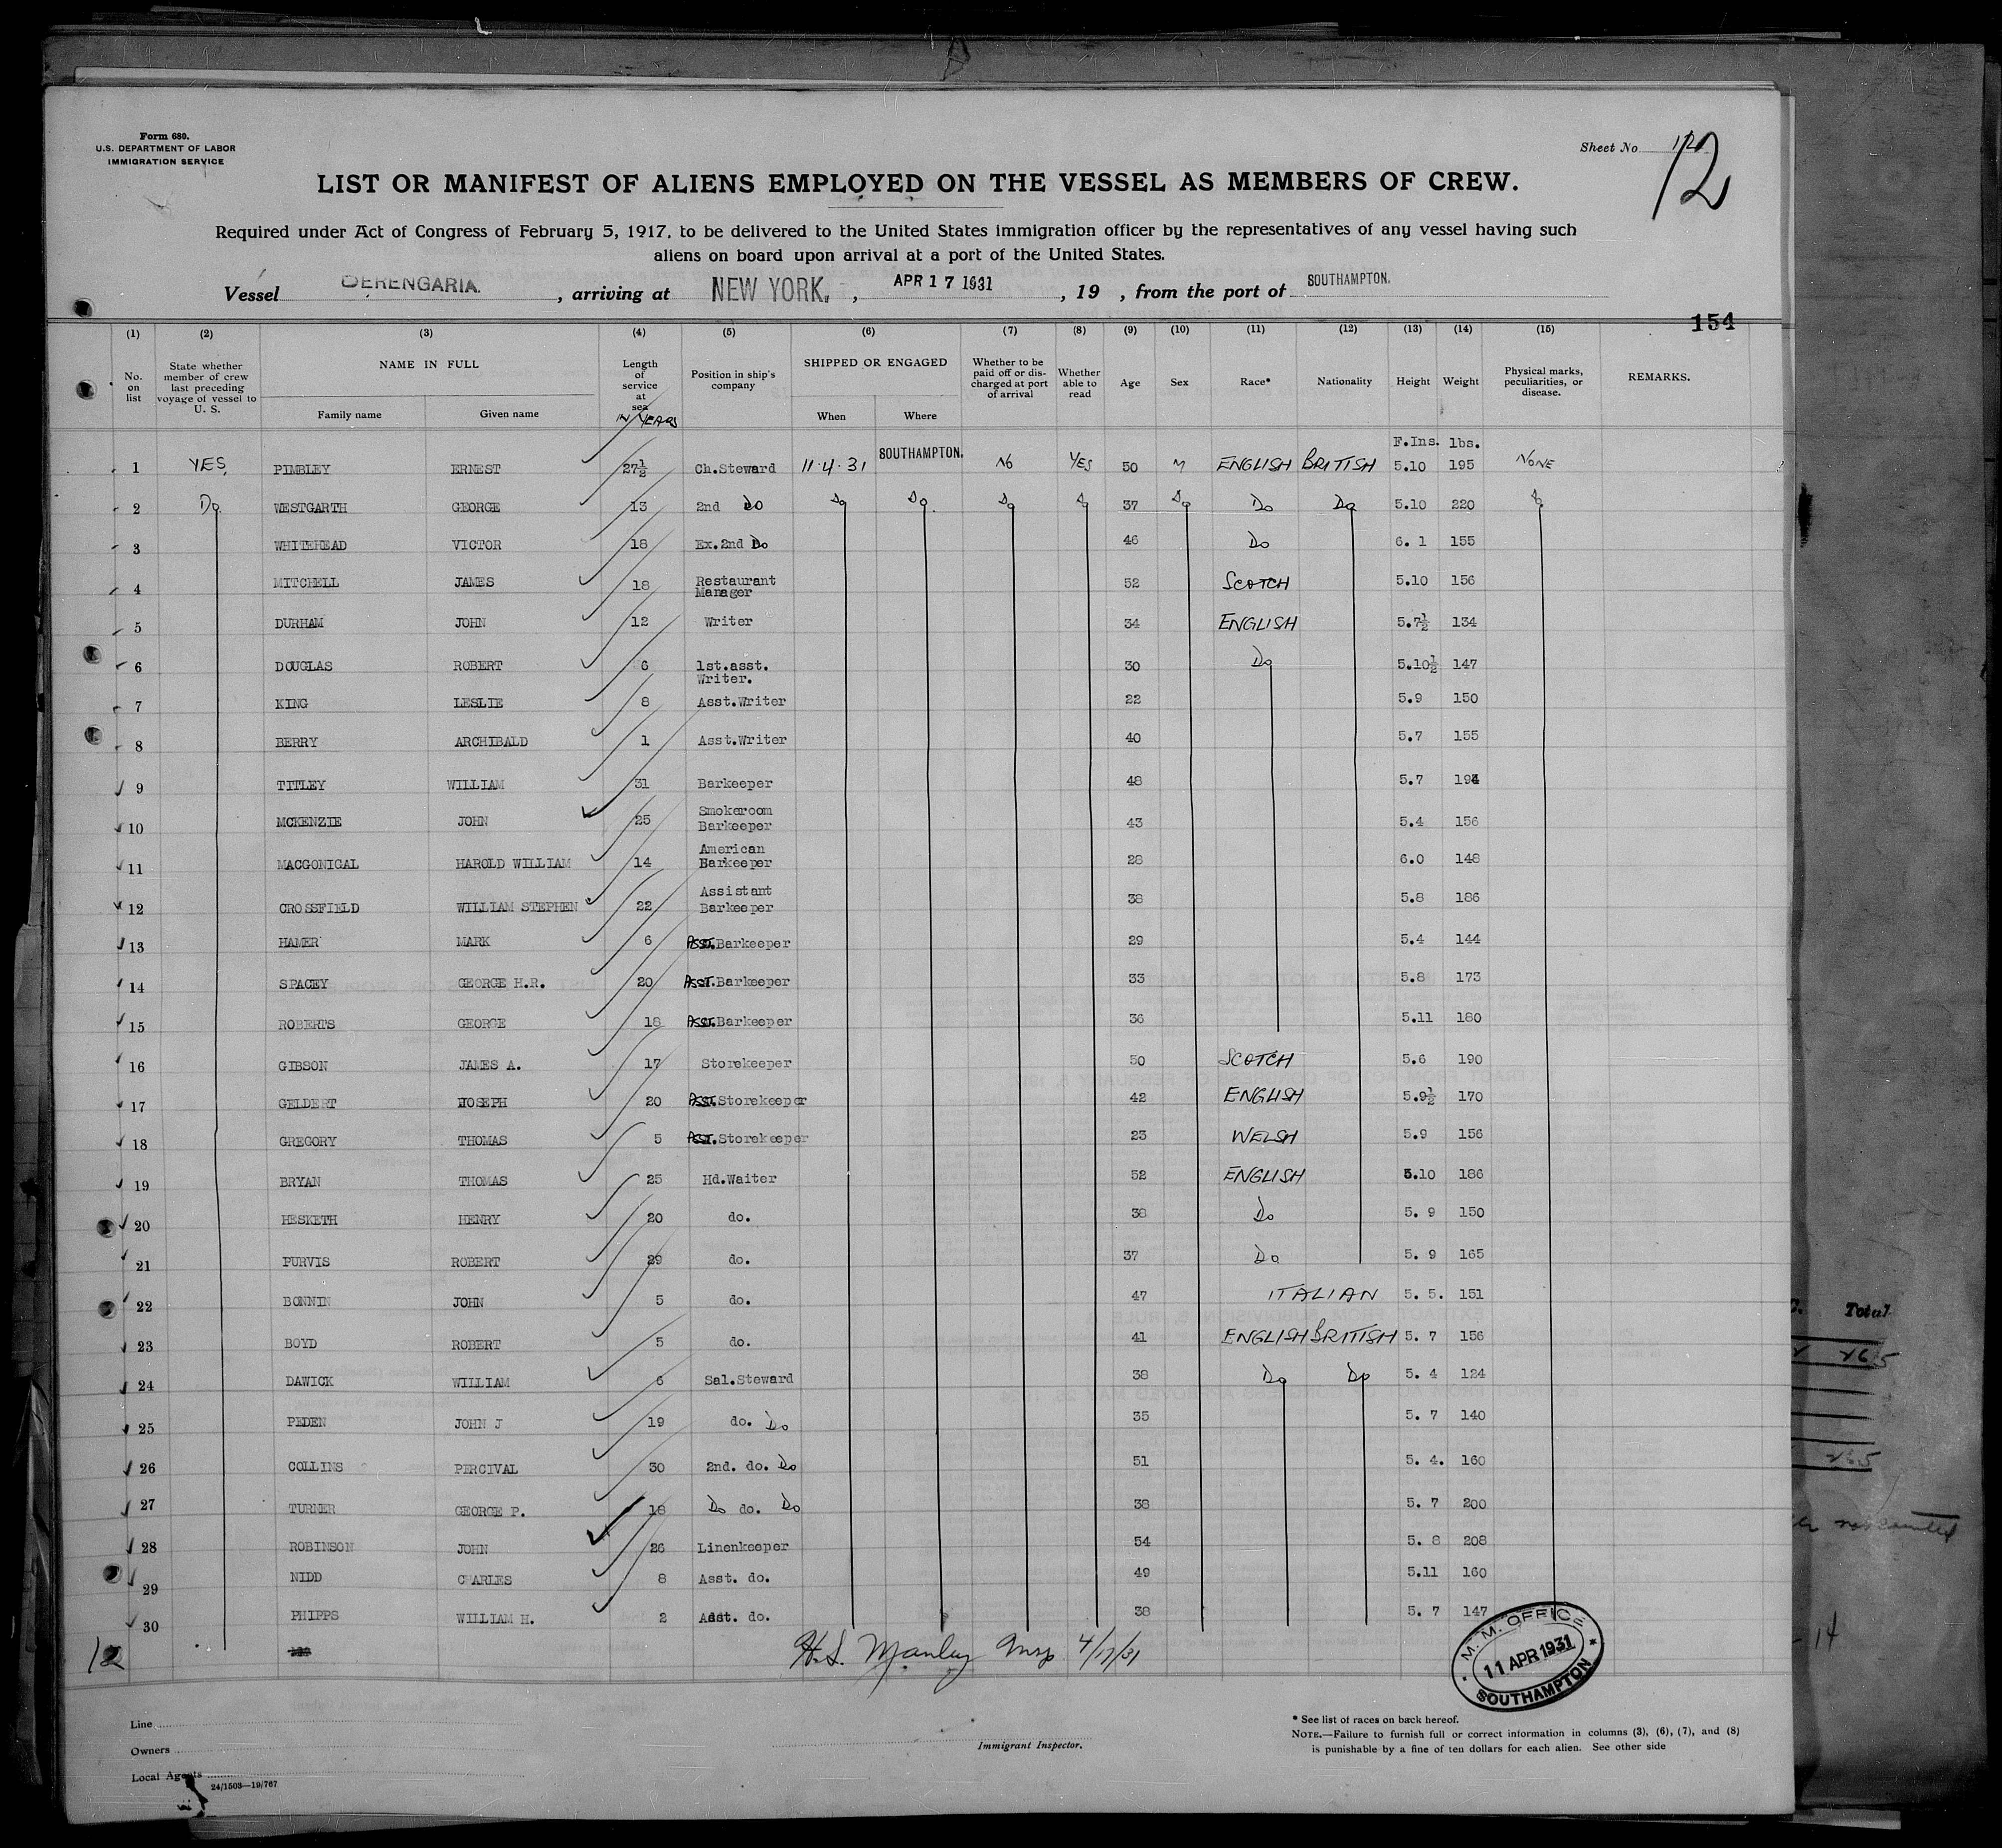 Form 680.
U.S. DEPARTMENT OF LABOR
IMMIGRATION SERVICE
Sheet No 12
12
LIST OR MANIFEST OF ALIENS EMPLOYED ON THE VESSEL AS MEMBERS OF CREW.
Required under Act of Congress of February 5, 1917, to be delivered to the United States immigration officer by the representatives of any vessel having such
aliens on board upon arrival at a port of the United States.
Vessel BERENGARIA. , arriving at NEW YORK. , APR 17 1931 , 19 , from the port of SOUTHAMPTON.
154
(1) (2) (3) (4) (5) (6) (7) (8) (9) (10) (11) (12) (13) (14) (15)
No. on list State whether member of crew last preceding voyage of vessel to U. S. NAME IN FULL Length of service at sea IN YEARS Position in ship's company SHIPPED OR ENGAGED Whether to be paid off or discharged at port of arrival Whether able to read Age Sex Race* Nationality Height Weight Physical marks, peculiarities, or disease. REMARKS.
Family name Given name When Where
F.Ins. lbs.
1 YES PIMBLEY ERNEST 27½ Ch.Steward 11.4.31 SOUTHAMPTON. NO YES 50 M ENGLISH BRITISH 5.10 195 NONE
2 Do WESTGARTH GEORGE 13 2nd Do Do Do Do Do 37 Do Do Do 5.10 220 Do
3 WHITEHEAD VICTOR 18 Ex.2nd Do 46 Do 6. 1 155
4 MITCHELL JAMES 18 Restaurant Manager 52 SCOTCH 5.10 156
5 DURHAM JOHN 12 Writer 34 ENGLISH 5.7½ 134
6 DOUGLAS ROBERT 6 1st.asst. Writer. 30 Do 5.10½ 147
7 KING LESLIE 8 Asst.Writer 22 5.9 150
8 BERRY ARCHIBALD 1 Asst.Writer 40 5.7 155
9 TITLEY WILLIAM 31 Barkeeper 48 5.7 194
10 MCKENZIE JOHN 25 Smokeroom Barkeeper 43 5.4 156
11 MACGONICAL HAROLD WILLIAM 14 American Barkeeper 28 6.0 148
12 CROSSFIELD WILLIAM STEPHEN 22 Assistant Barkeeper 38 5.8 186
13 HAMER MARK 6 Asst.Barkeeper 29 5.4 144
14 SPACEY GEORGE H.R. 20 Asst.Barkeeper 33 5.8 173
15 ROBERTS GEORGE 18 Asst.Barkeeper 36 5.11 180
16 GIBSON JAMES A. 17 Storekeeper 50 SCOTCH 5.6 190
17 GELDERT JOSEPH 20 Asst.Storekeeper 42 ENGLISH 5.9½ 170
18 GREGORY THOMAS 5 Asst.Storekeeper 23 WELSH 5.9 156
19 BRYAN THOMAS 25 Hd.Waiter 52 ENGLISH 5.10 186
20 HESKETH HENRY 20 do. 38 Do 5. 9 150
21 PURVIS ROBERT 29 do. 37 Do 5. 9 165
22 BONNIN JOHN 5 do. 47 ITALIAN 5. 5. 151
23 BOYD ROBERT 5 do. 41 ENGLISH BRITISH 5. 7 156
24 DAWICK WILLIAM 6 Sal.Steward 38 Do Do 5. 4 124
25 PEDEN JOHN J 19 do. Do 35 5. 7 140
26 COLLINS PERCIVAL 30 2nd. do. Do 51 5. 4. 160
27 TURNER GEORGE P. 18 Do do. Do 38 5. 7 200
28 ROBINSON JOHN 26 Linenkeeper 54 5. 8 208
29 NIDD CHARLES 8 Asst. do. 49 5.11 160
30 PHIPPS WILLIAM H. 2 Asst. do. 38 5. 7 147
12
H.S. Manley Insp 4/17/31
M. M. OFFICE
11 APR 1931
SOUTHAMPTON
Line
Owners
Local Agents
24/1503—19/767
Immigrant Inspector.
* See list of races on back hereof.
NOTE.—Failure to furnish full or correct information in columns (3), (6), (7), and (8)
is punishable by a fine of ten dollars for each alien. See other side
Total
265
265
14